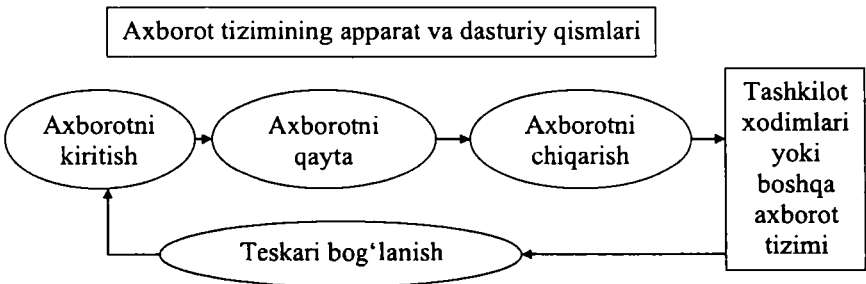 Axborot tizimining apparat va dasturiy qismlari
Axborotni
kiritish
Axborotni
qayta
Axborotni
chiqarish
Tashkilot
xodimlari
yoki
boshqa
axborot
tizimi
Teskari bog‘lanish